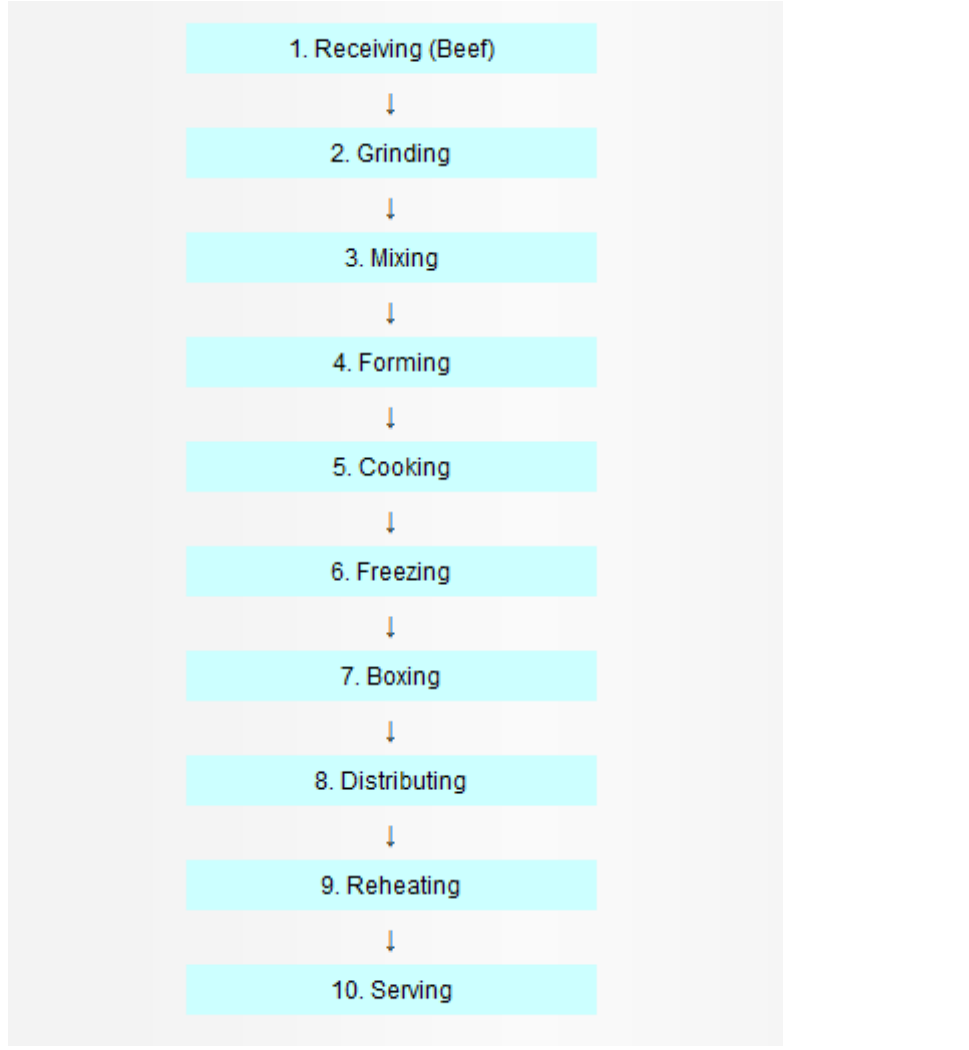 1. Receiving (Beef)
↓
2. Grinding
↓
3. Mixing
↓
4. Forming
↓
5. Cooking
↓
6. Freezing
↓
7. Boxing
↓
8. Distributing
↓
9. Reheating
↓
10. Serving